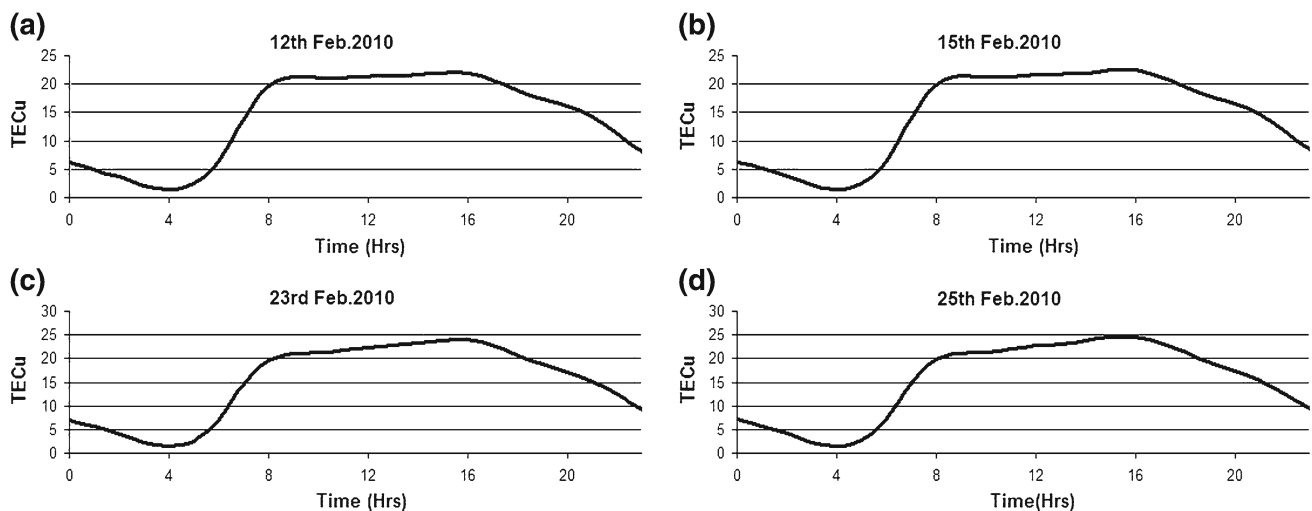 (a)
12th Feb.2010
TECu
25
20
15
10
5
0
0 4 8 12 16 20
Time (Hrs)
(b)
15th Feb.2010
TECu
25
20
15
10
5
0
0 4 8 12 16 20
Time (Hrs)
(c)
23rd Feb.2010
TECu
30
25
20
15
10
5
0
0 4 8 12 16 20
Time (Hrs)
(d)
25th Feb.2010
TECu
30
25
20
15
10
5
0
0 4 8 12 16 20
Time(Hrs)